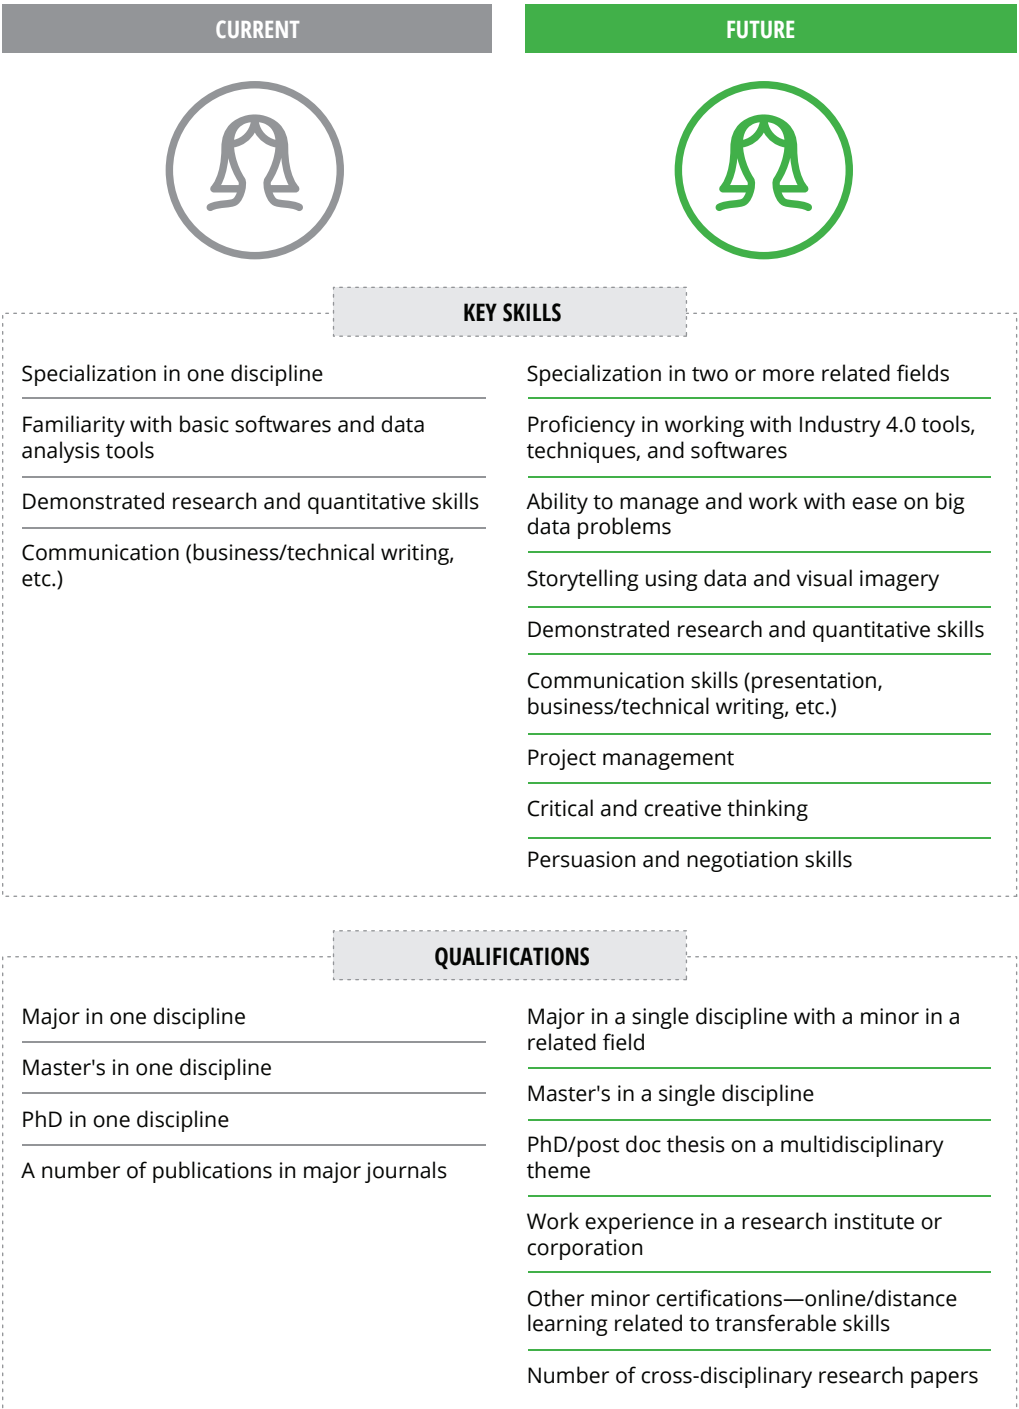 CURRENT
FUTURE
KEY SKILLS
Specialization in one discipline
Familiarity with basic softwares and data
analysis tools
Demonstrated research and quantitative skills
Communication (business/technical writing,
etc.)
Specialization in two or more related fields
Proficiency in working with Industry 4.0 tools,
techniques, and softwares
Ability to manage and work with ease on big
data problems
Storytelling using data and visual imagery
Demonstrated research and quantitative skills
Communication skills (presentation,
business/technical writing, etc.)
Project management
Critical and creative thinking
Persuasion and negotiation skills
QUALIFICATIONS
Major in one discipline
Master's in one discipline
PhD in one discipline
A number of publications in major journals
Major in a single discipline with a minor in a
related field
Master's in a single discipline
PhD/post doc thesis on a multidisciplinary
theme
Work experience in a research institute or
corporation
Other minor certifications—online/distance
learning related to transferable skills
Number of cross-disciplinary research papers